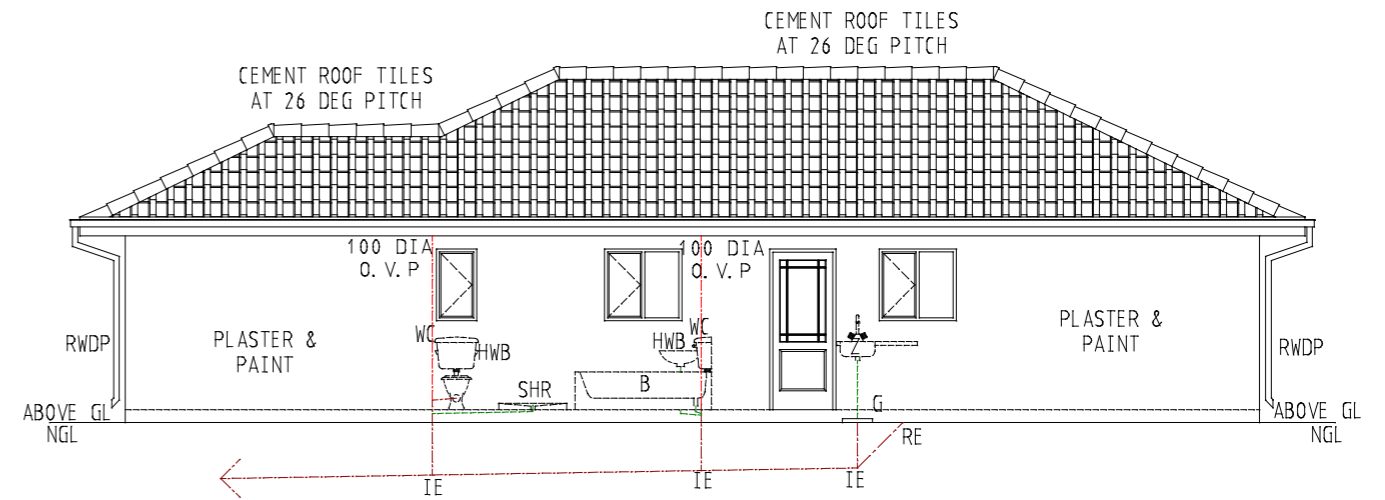 CEMENT ROOF TILES
AT 26 DEG PITCH
CEMENT ROOF TILES
AT 26 DEG PITCH
100 DIA
O.V.P
100 DIA
O.V.P
PLASTER &
PAINT
PLASTER &
PAINT
RWDP
RWDP
WC
HWB
SHR
HWB
WC
B
Z
G
ABOVE GL
NGL
ABOVE GL
NGL
RE
IE
IE
IE